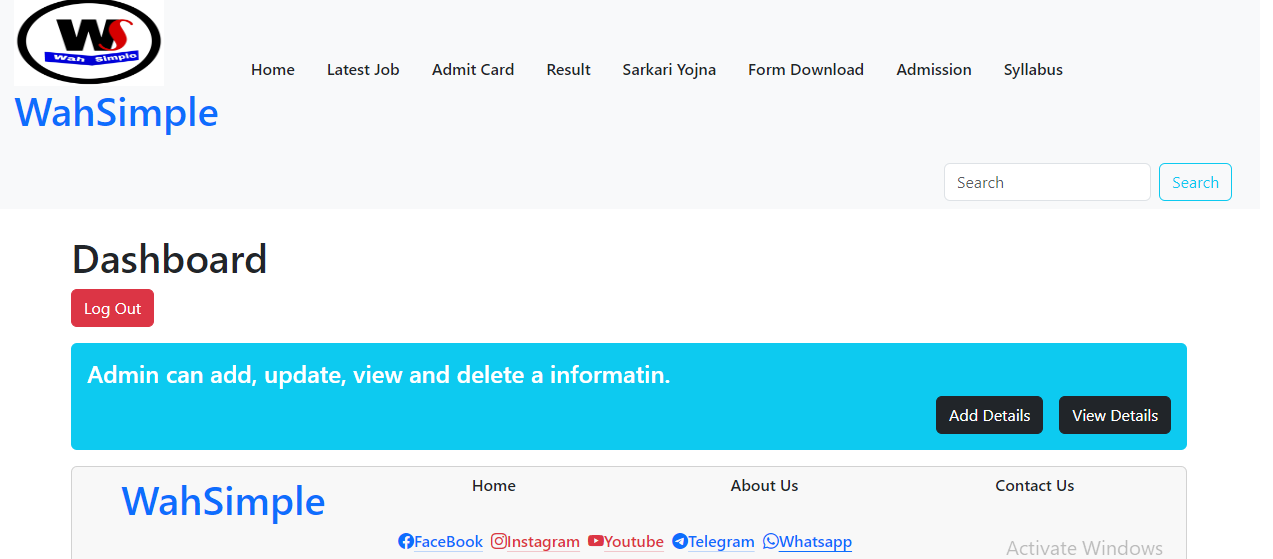 WS
Wah Simple
WahSimple
Home Latest Job Admit Card Result Sarkari Yojna Form Download Admission Syllabus
Search Search
Dashboard
Log Out
Admin can add, update, view and delete a informatin.
Add Details View Details
WahSimple
Home About Us Contact Us
FaceBook Instagram Youtube Telegram Whatsapp
Activate Windows